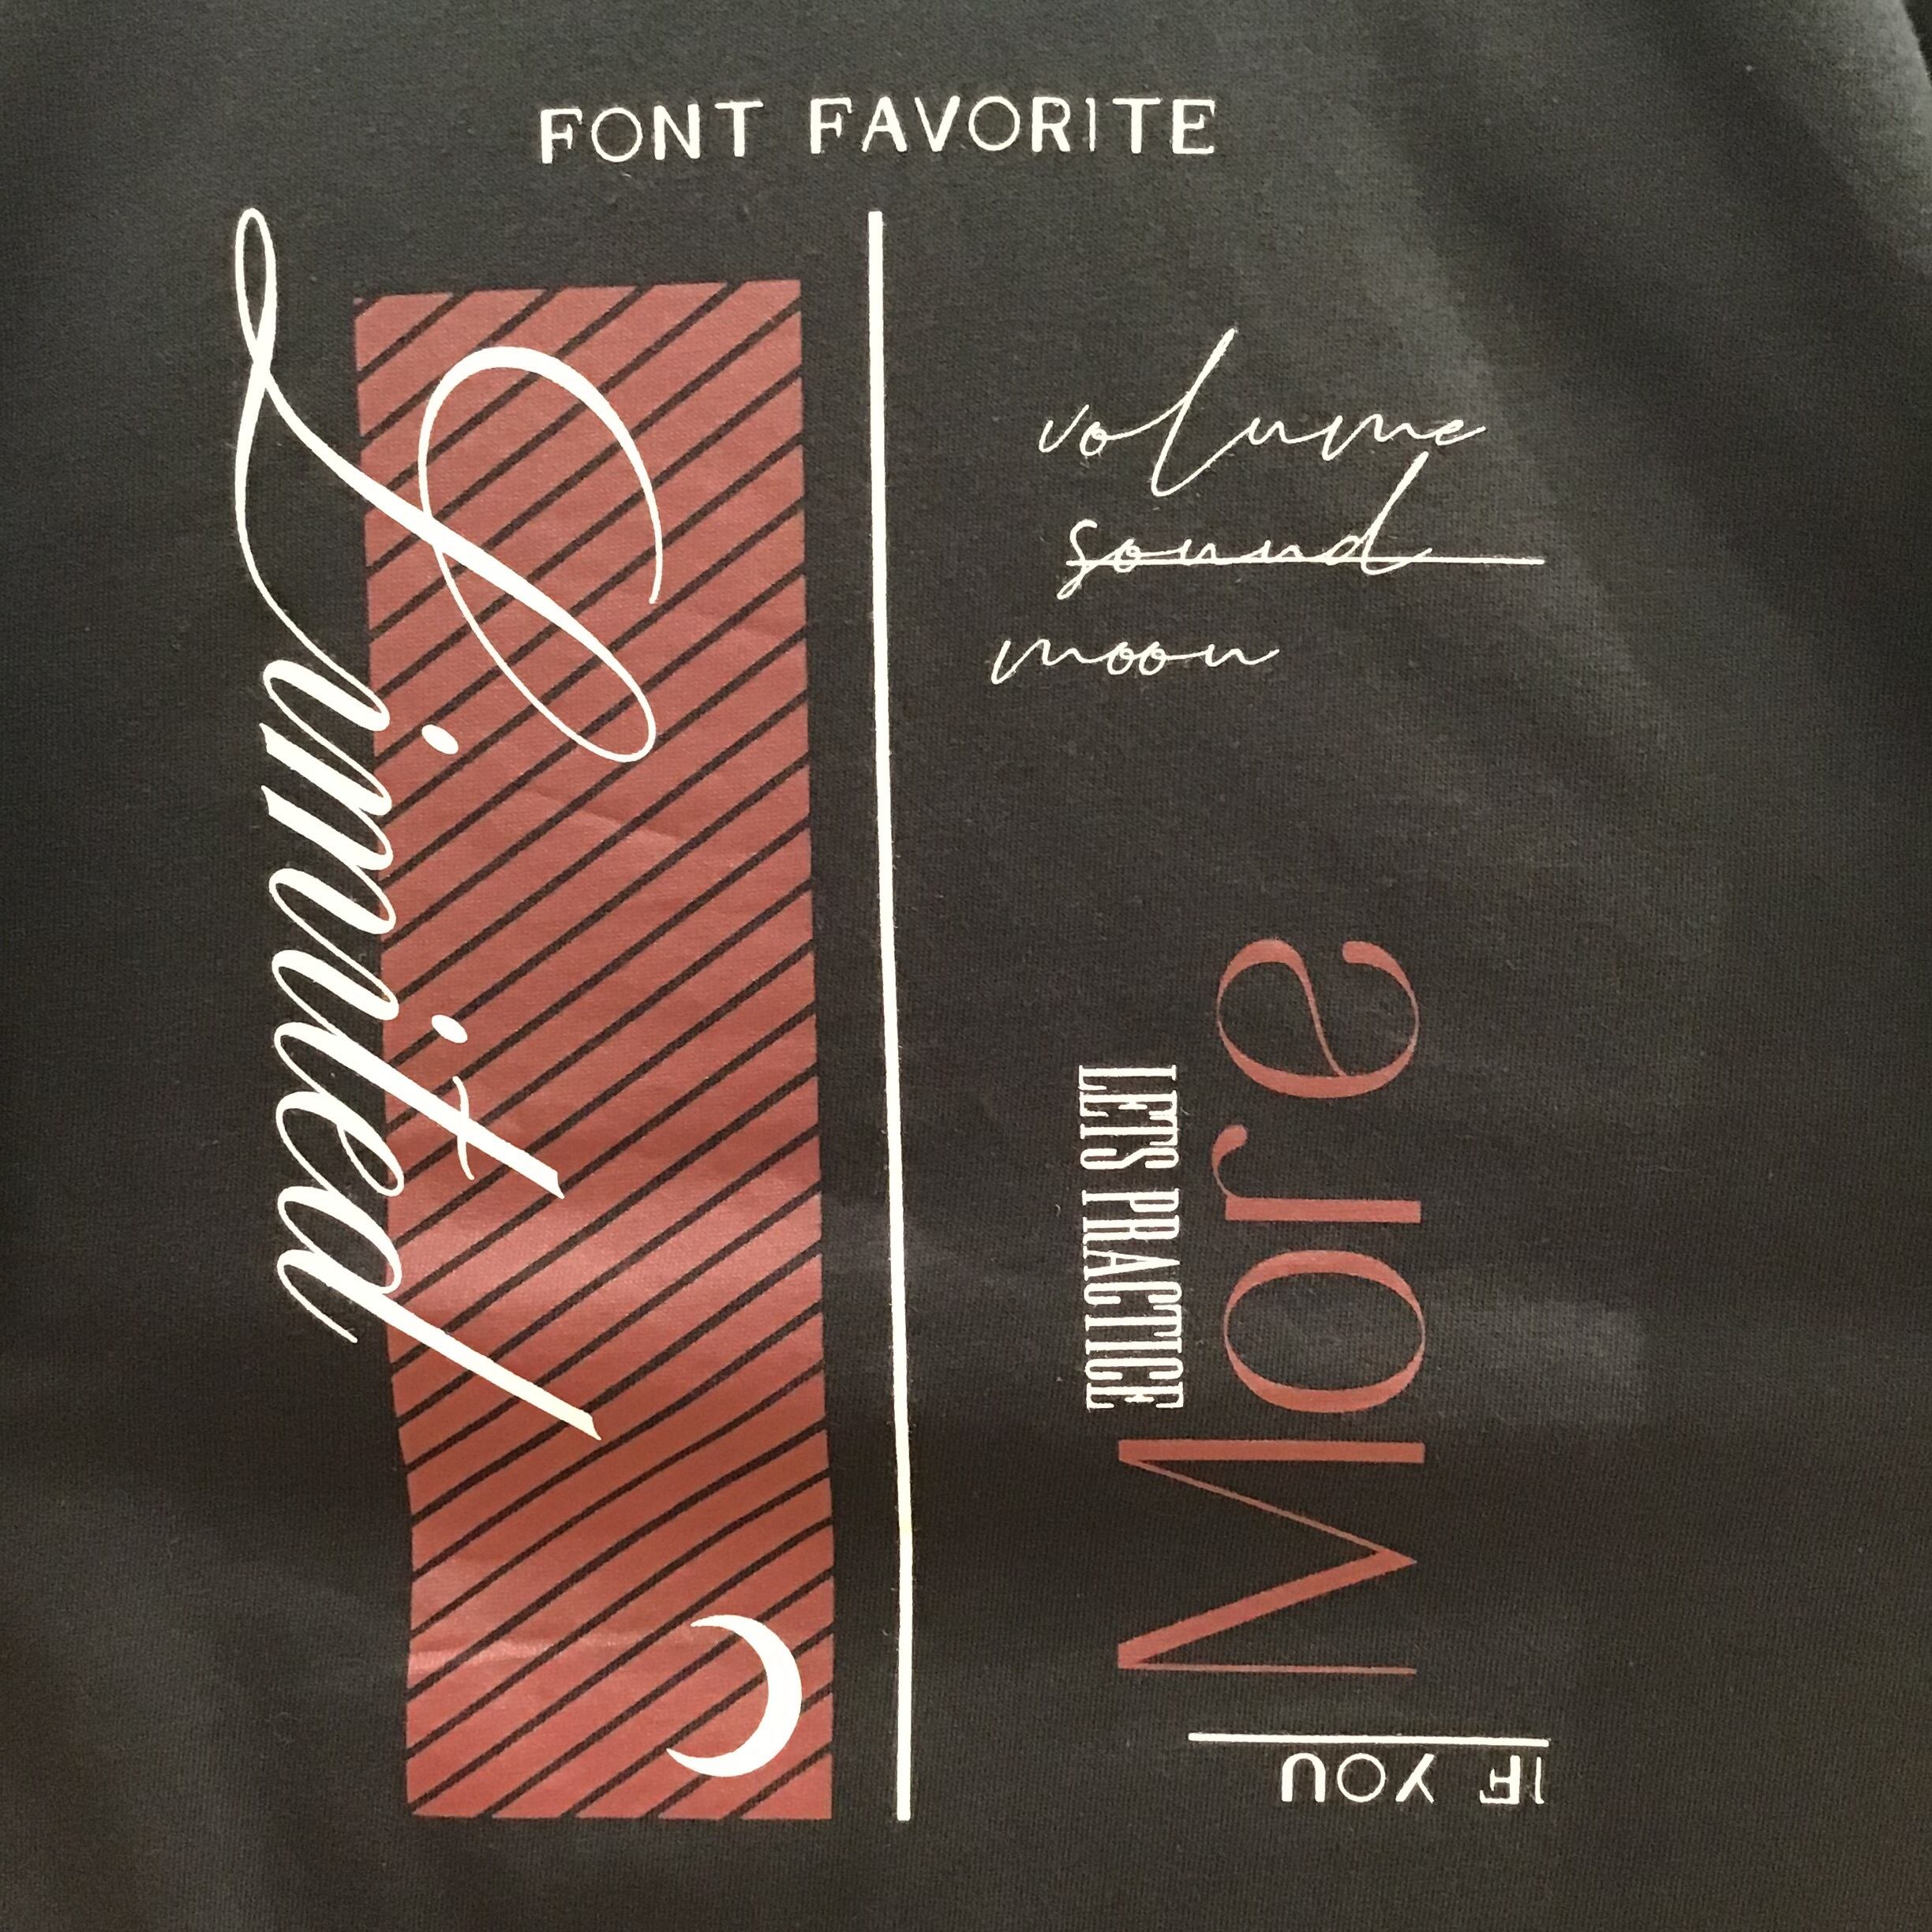 FONT FAVORITE
Limited
volume
sound
moon
LETS PRACTICE
More
IF YOU